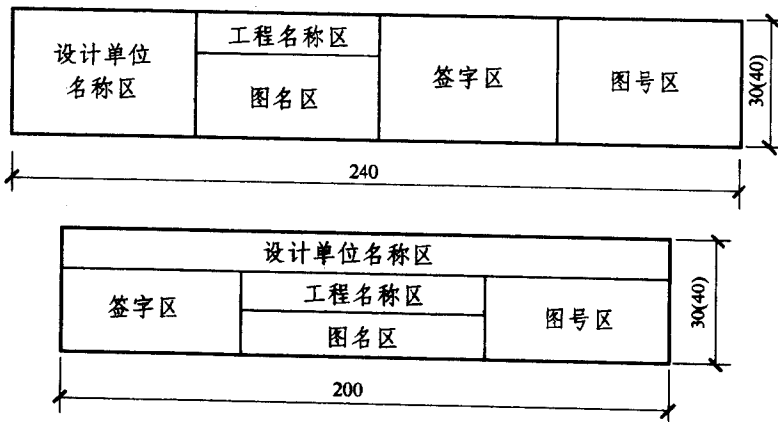 设计单位
名称区
工程名称区
图名区
签字区
图号区
30(40)
240
设计单位名称区
签字区
工程名称区
图名区
图号区
30(40)
200